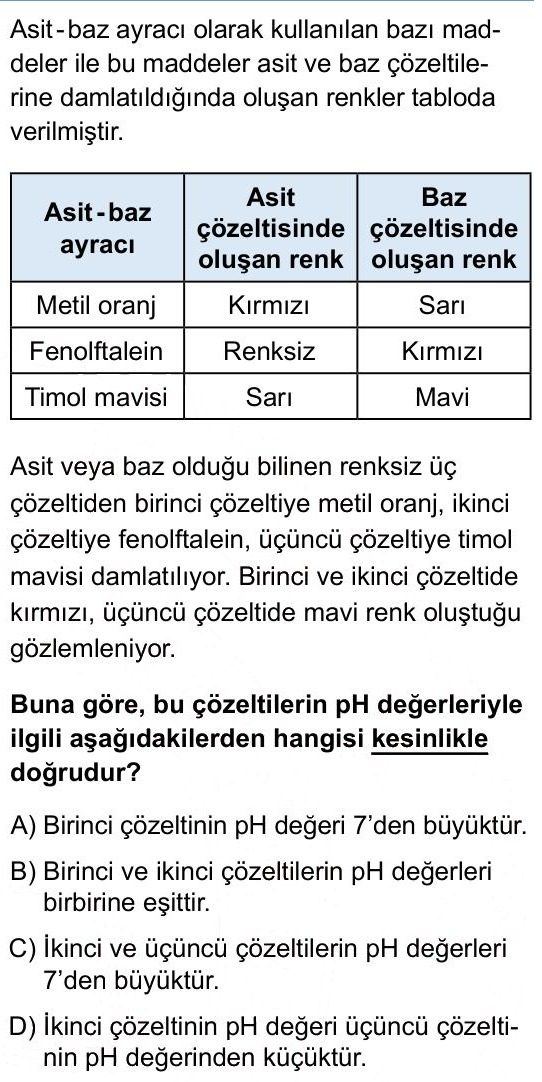 Asit-baz ayracı olarak kullanılan bazı mad-
deler ile bu maddeler asit ve baz çözeltile-
rine damlatıldığında oluşan renkler tabloda
verilmiştir.
Asit-baz ayracı | Asit çözeltisinde oluşan renk | Baz çözeltisinde oluşan renk
Metil oranj | Kırmızı | Sarı
Fenolftalein | Renksiz | Kırmızı
Timol mavisi | Sarı | Mavi
Asit veya baz olduğu bilinen renksiz üç
çözeltiden birinci çözeltiye metil oranj, ikinci
çözeltiye fenolftalein, üçüncü çözeltiye timol
mavisi damlatılıyor. Birinci ve ikinci çözeltide
kırmızı, üçüncü çözeltide mavi renk oluştuğu
gözlemleniyor.
Buna göre, bu çözeltilerin pH değerleriyle
ilgili aşağıdakilerden hangisi kesinlikle
doğrudur?
A) Birinci çözeltinin pH değeri 7'den büyüktür.
B) Birinci ve ikinci çözeltilerin pH değerleri
birbirine eşittir.
C) İkinci ve üçüncü çözeltilerin pH değerleri
7'den büyüktür.
D) İkinci çözeltinin pH değeri üçüncü çözelti-
nin pH değerinden küçüktür.